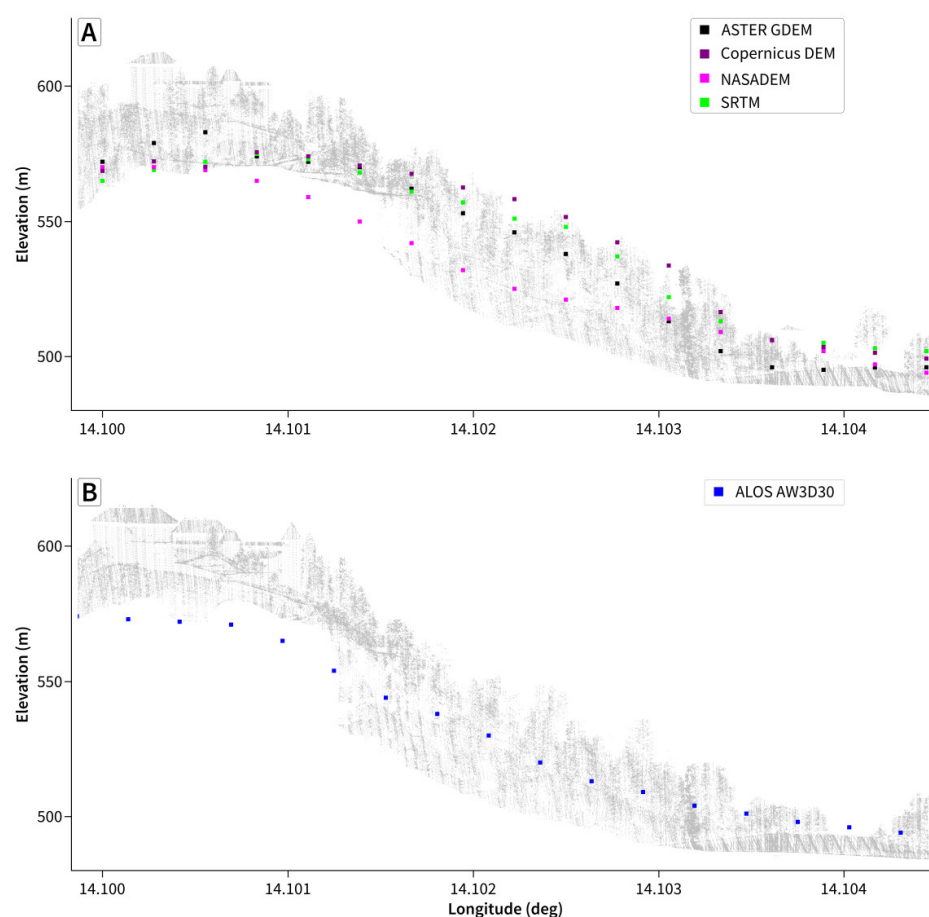 A
ASTER GDEM
Copernicus DEM
NASADEM
SRTM
Elevation (m)
600
550
500
14.100 14.101 14.102 14.103 14.104
B
ALOS AW3D30
Elevation (m)
600
550
500
14.100 14.101 14.102 14.103 14.104
Longitude (deg)